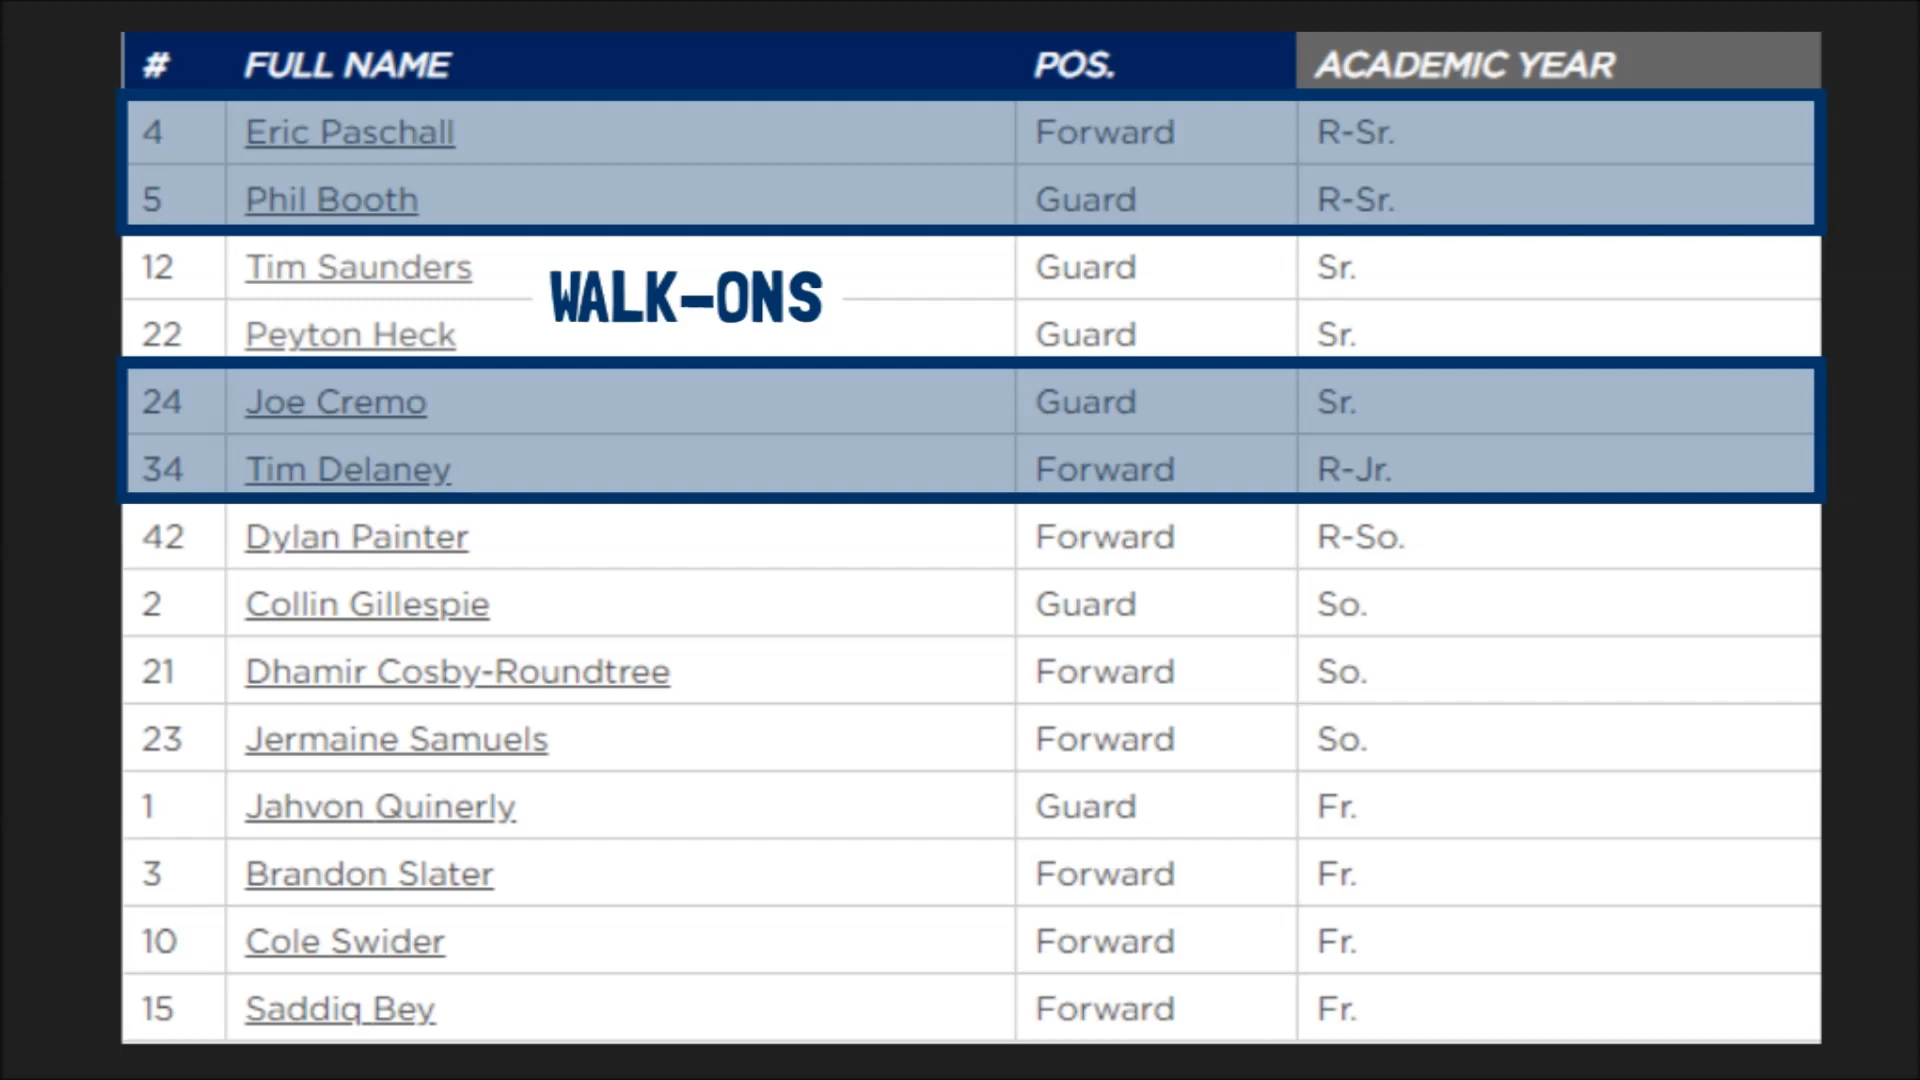 # FULL NAME POS. ACADEMIC YEAR
4 Eric Paschall Forward R-Sr.
5 Phil Booth Guard R-Sr.
12 Tim Saunders Guard Sr.
WALK-ONS
22 Peyton Heck Guard Sr.
24 Joe Cremo Guard Sr.
34 Tim Delaney Forward R-Jr.
42 Dylan Painter Forward R-So.
2 Collin Gillespie Guard So.
21 Dhamir Cosby-Roundtree Forward So.
23 Jermaine Samuels Forward So.
1 Jahvon Quinerly Guard Fr.
3 Brandon Slater Forward Fr.
10 Cole Swider Forward Fr.
15 Saddiq Bey Forward Fr.